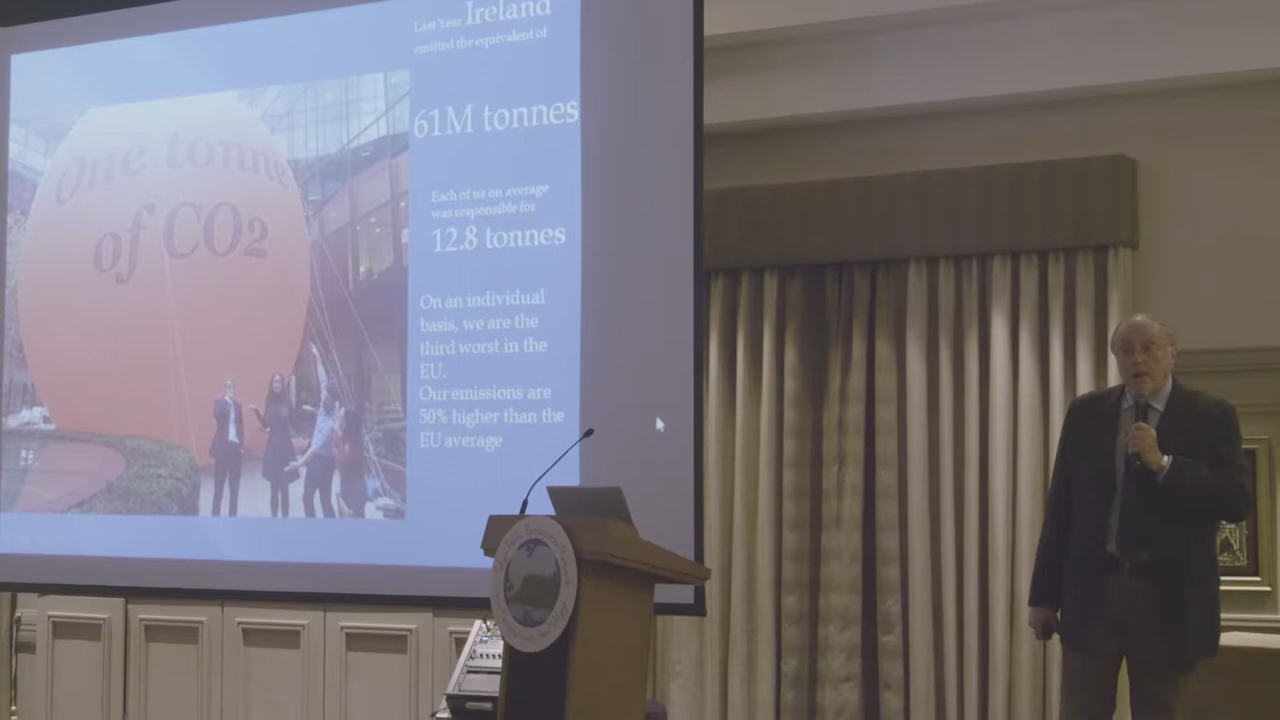 One tonne
of CO2
Last Year Ireland
emitted the equivalent of
61M tonnes
Each of us on average
was responsible for
12.8 tonnes
On an individual
basis, we are the
third worst in the
EU.
Our emissions are
50% higher than the
EU average